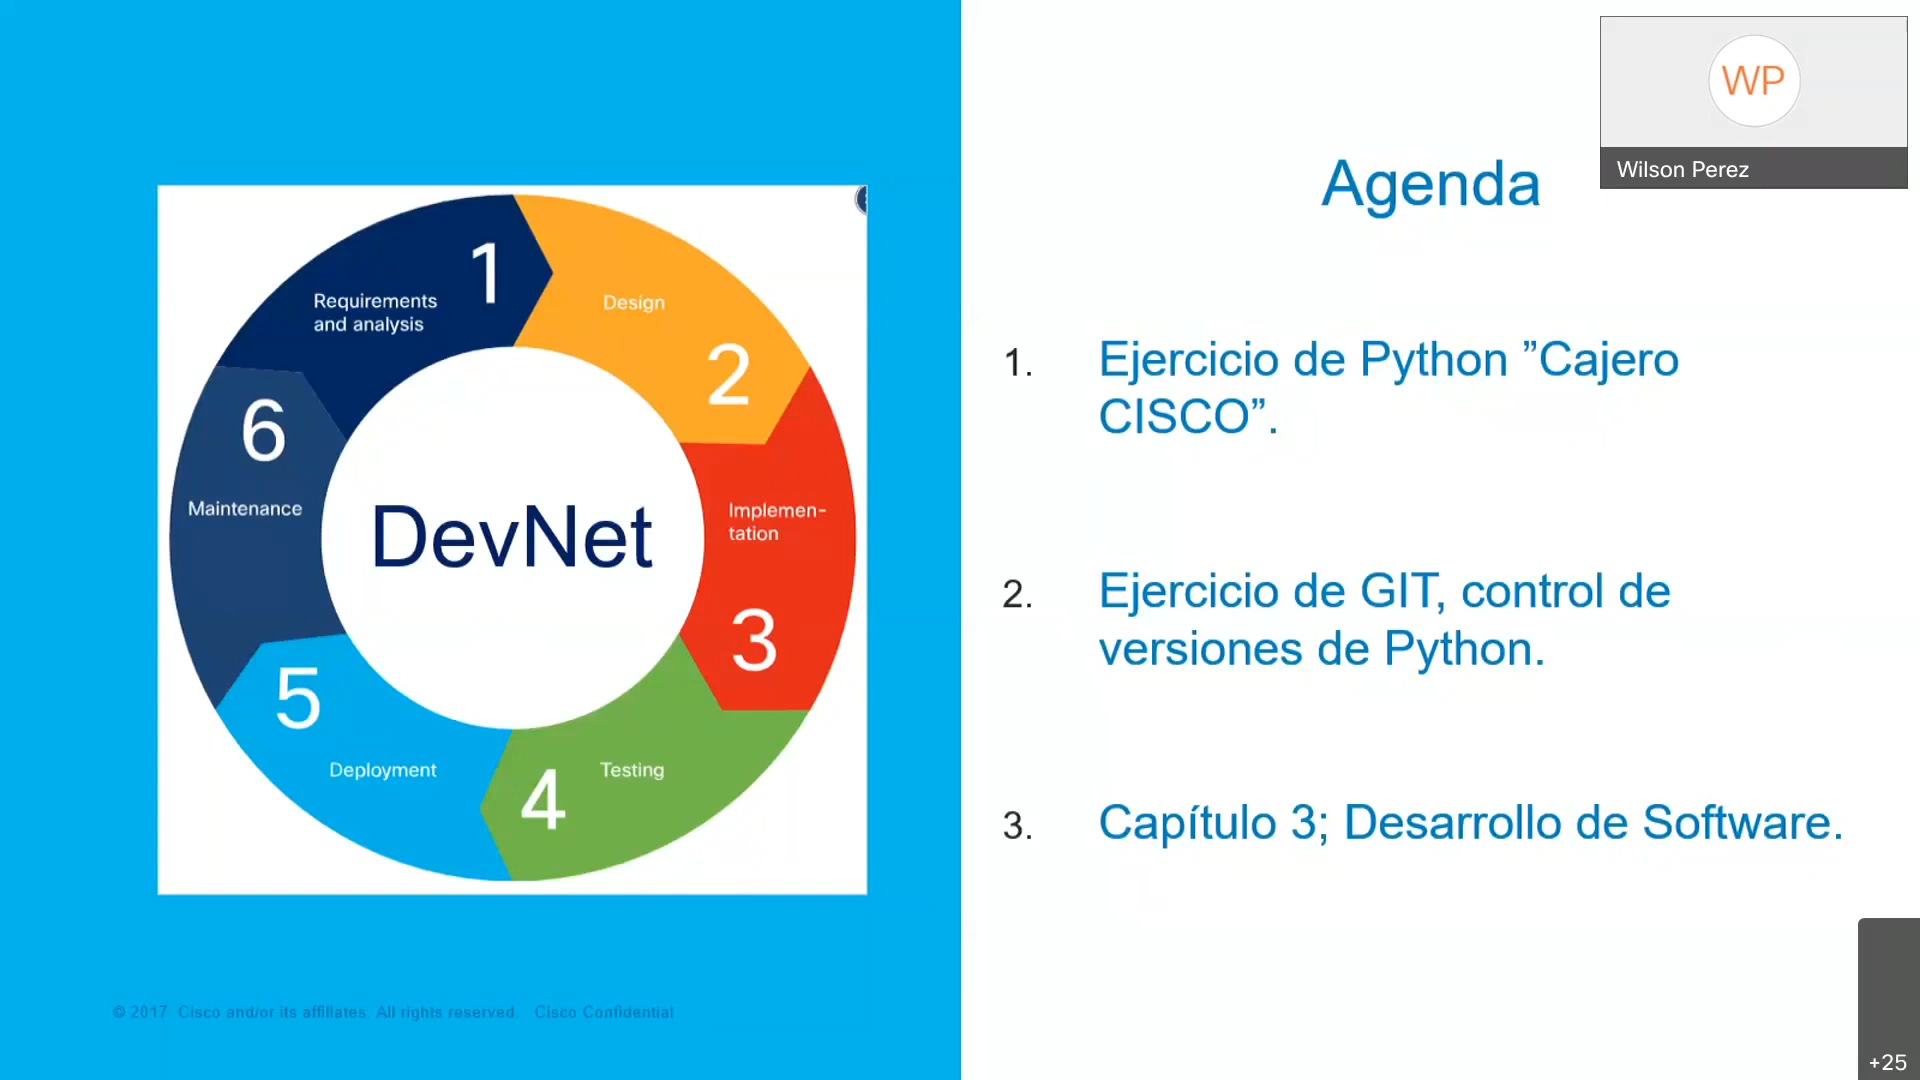 WP
Wilson Perez
Agenda
1
Requirements
and analysis
Design
2
Implemen-
tation
3
Testing
4
5
Deployment
6
Maintenance
DevNet
1. Ejercicio de Python ”Cajero
CISCO”.
2. Ejercicio de GIT, control de
versiones de Python.
3. Capítulo 3; Desarrollo de Software.
© 2017 Cisco and/or its affiliates. All rights reserved. Cisco Confidential
+25